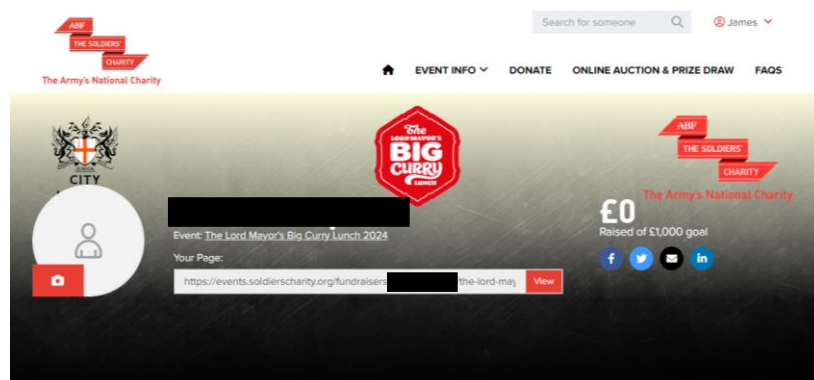 ABF
THE SOLDIERS'
CHARITY
The Army's National Charity
Search for someone
James
EVENT INFO
DONATE
ONLINE AUCTION & PRIZE DRAW
FAQS
CITY
The
LORD MAYOR'S
BIG
CURRY
LUNCH
ABF
THE SOLDIERS'
CHARITY
The Army's National Charity
£0
Raised of £1,000 goal
Event: The Lord Mayor's Big Curry Lunch 2024
Your Page:
https://events.soldierscharity.org/fundraisers
the-lord-may
View